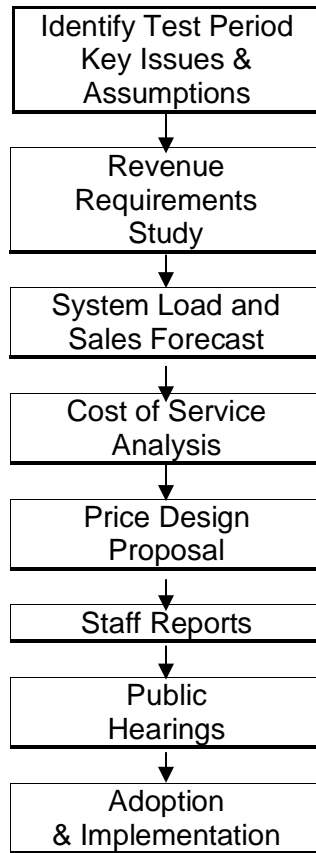 Identify Test Period
Key Issues &
Assumptions
Revenue
Requirements
Study
System Load and
Sales Forecast
Cost of Service
Analysis
Price Design
Proposal
Staff Reports
Public
Hearings
Adoption
& Implementation